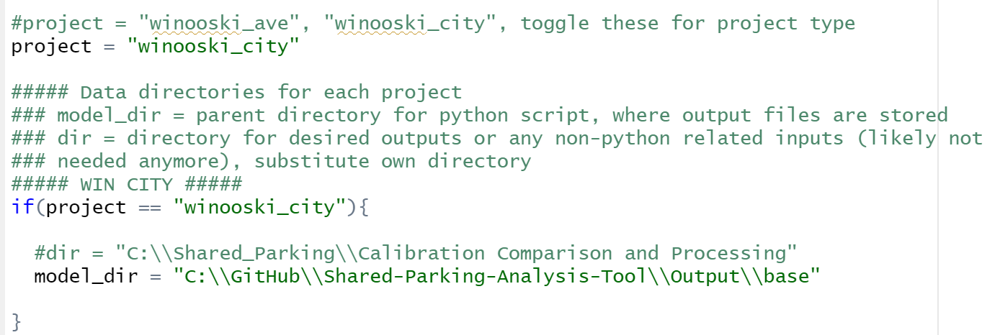 #project = "winooski_ave", "winooski_city", toggle these for project type
project = "winooski_city"
##### Data directories for each project
### model_dir = parent directory for python script, where output files are stored
### dir = directory for desired outputs or any non-python related inputs (likely not
### needed anymore), substitute own directory
##### WIN CITY #####
if(project == "winooski_city"){
  #dir = "C:\\Shared_Parking\\Calibration Comparison and Processing"
  model_dir = "C:\\GitHub\\Shared-Parking-Analysis-Tool\\Output\\base"
}